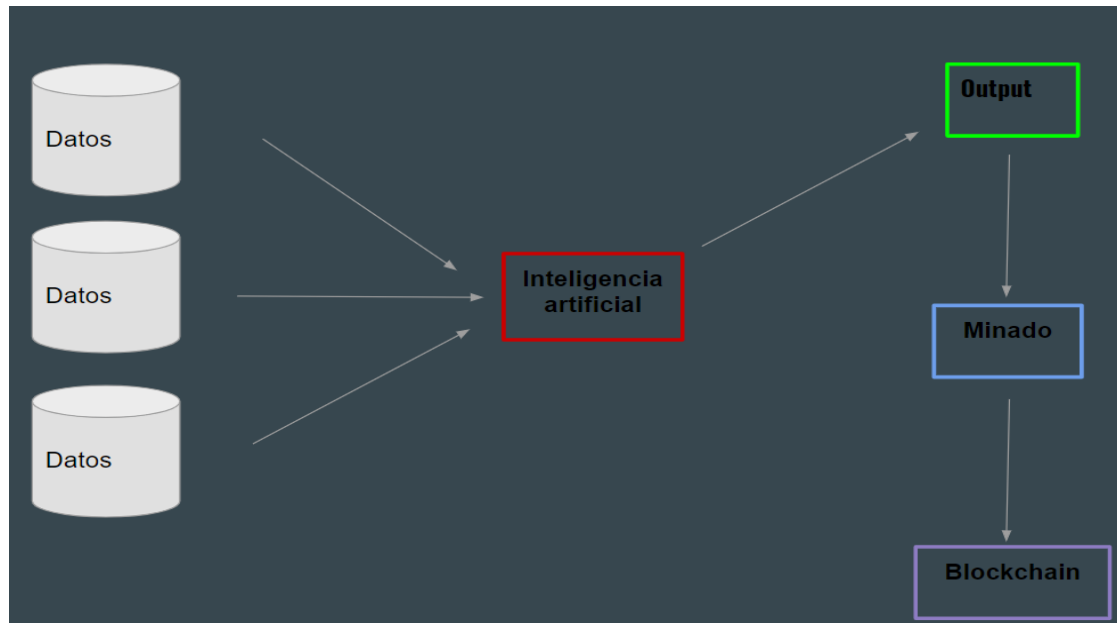 Datos
Datos
Datos
Inteligencia
artificial
Output
Minado
Blockchain